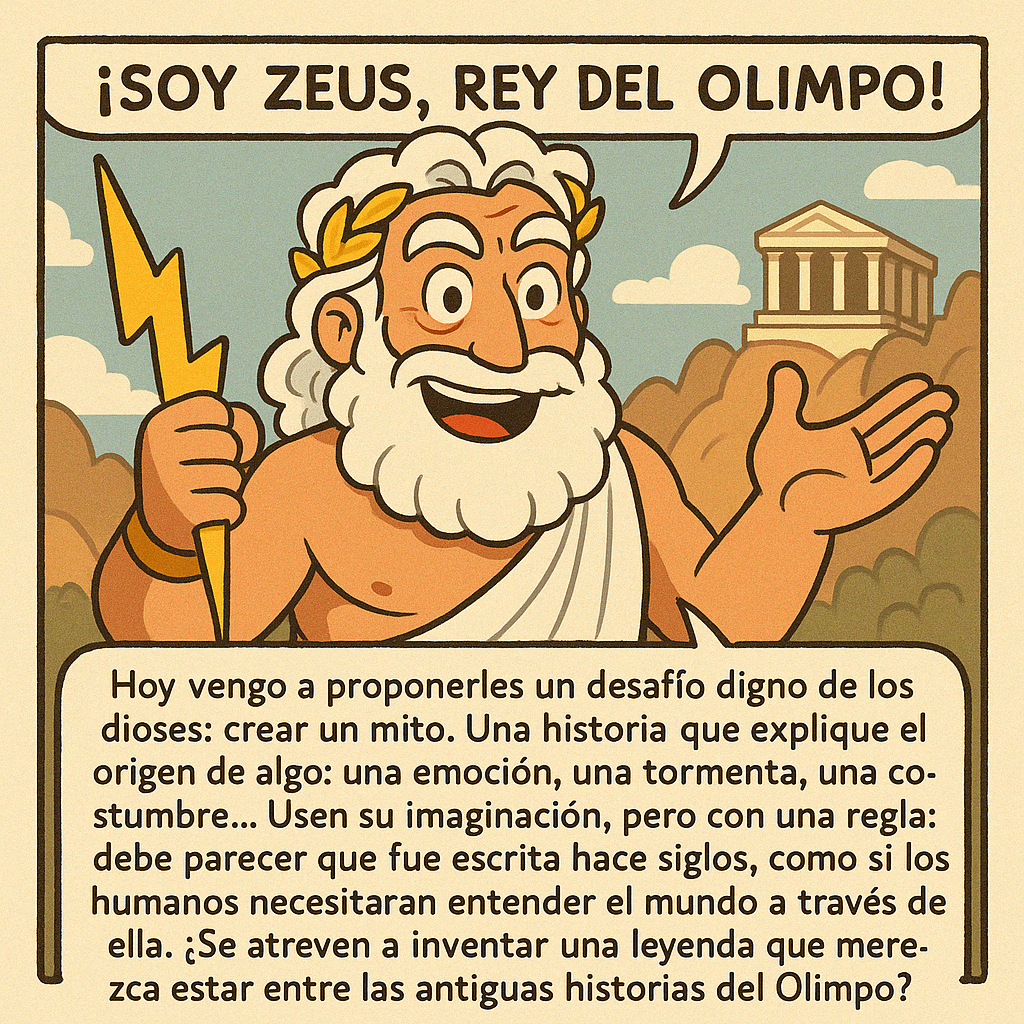 ¡SOY ZEUS, REY DEL OLIMPO!
Hoy vengo a proponerles un desafío digno de los
dioses: crear un mito. Una historia que explique el
origen de algo: una emoción, una tormenta, una co-
stumbre... Usen su imaginación, pero con una regla:
debe parecer que fue escrita hace siglos, como si los
humanos necesitaran entender el mundo a través de
ella. ¿Se atreven a inventar una leyenda que mere-
zca estar entre las antiguas historias del Olimpo?